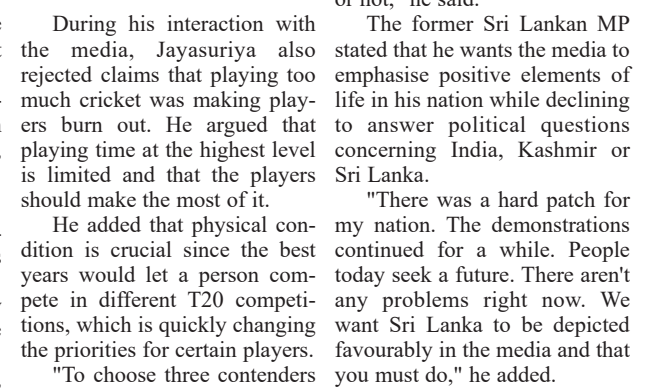 During his interaction with
the media, Jayasuriya also
rejected claims that playing too
much cricket was making play-
ers burn out. He argued that
playing time at the highest level
is limited and that the players
should make the most of it.
He added that physical con-
dition is crucial since the best
years would let a person com-
pete in different T20 competi-
tions, which is quickly changing
the priorities for certain players.
"To choose three contenders
or not," he said.
The former Sri Lankan MP
stated that he wants the media to
emphasise positive elements of
life in his nation while declining
to answer political questions
concerning India, Kashmir or
Sri Lanka.
"There was a hard patch for
my nation. The demonstrations
continued for a while. People
today seek a future. There aren't
any problems right now. We
want Sri Lanka to be depicted
favourably in the media and that
you must do," he added.